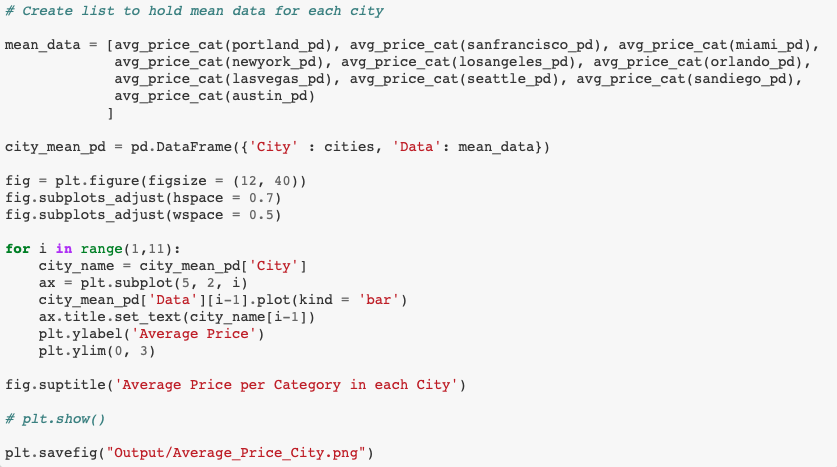 # Create list to hold mean data for each city

mean_data = [avg_price_cat(portland_pd), avg_price_cat(sanfrancisco_pd), avg_price_cat(miami_pd),
             avg_price_cat(newyork_pd), avg_price_cat(losangeles_pd), avg_price_cat(orlando_pd),
             avg_price_cat(lasvegas_pd), avg_price_cat(seattle_pd), avg_price_cat(sandiego_pd),
             avg_price_cat(austin_pd)
            ]

city_mean_pd = pd.DataFrame({'City' : cities, 'Data': mean_data})

fig = plt.figure(figsize = (12, 40))
fig.subplots_adjust(hspace = 0.7)
fig.subplots_adjust(wspace = 0.5)

for i in range(1,11):
    city_name = city_mean_pd['City']
    ax = plt.subplot(5, 2, i)
    city_mean_pd['Data'][i-1].plot(kind = 'bar')
    ax.title.set_text(city_name[i-1])
    plt.ylabel('Average Price')
    plt.ylim(0, 3)

fig.suptitle('Average Price per Category in each City')

# plt.show()

plt.savefig("Output/Average_Price_City.png")